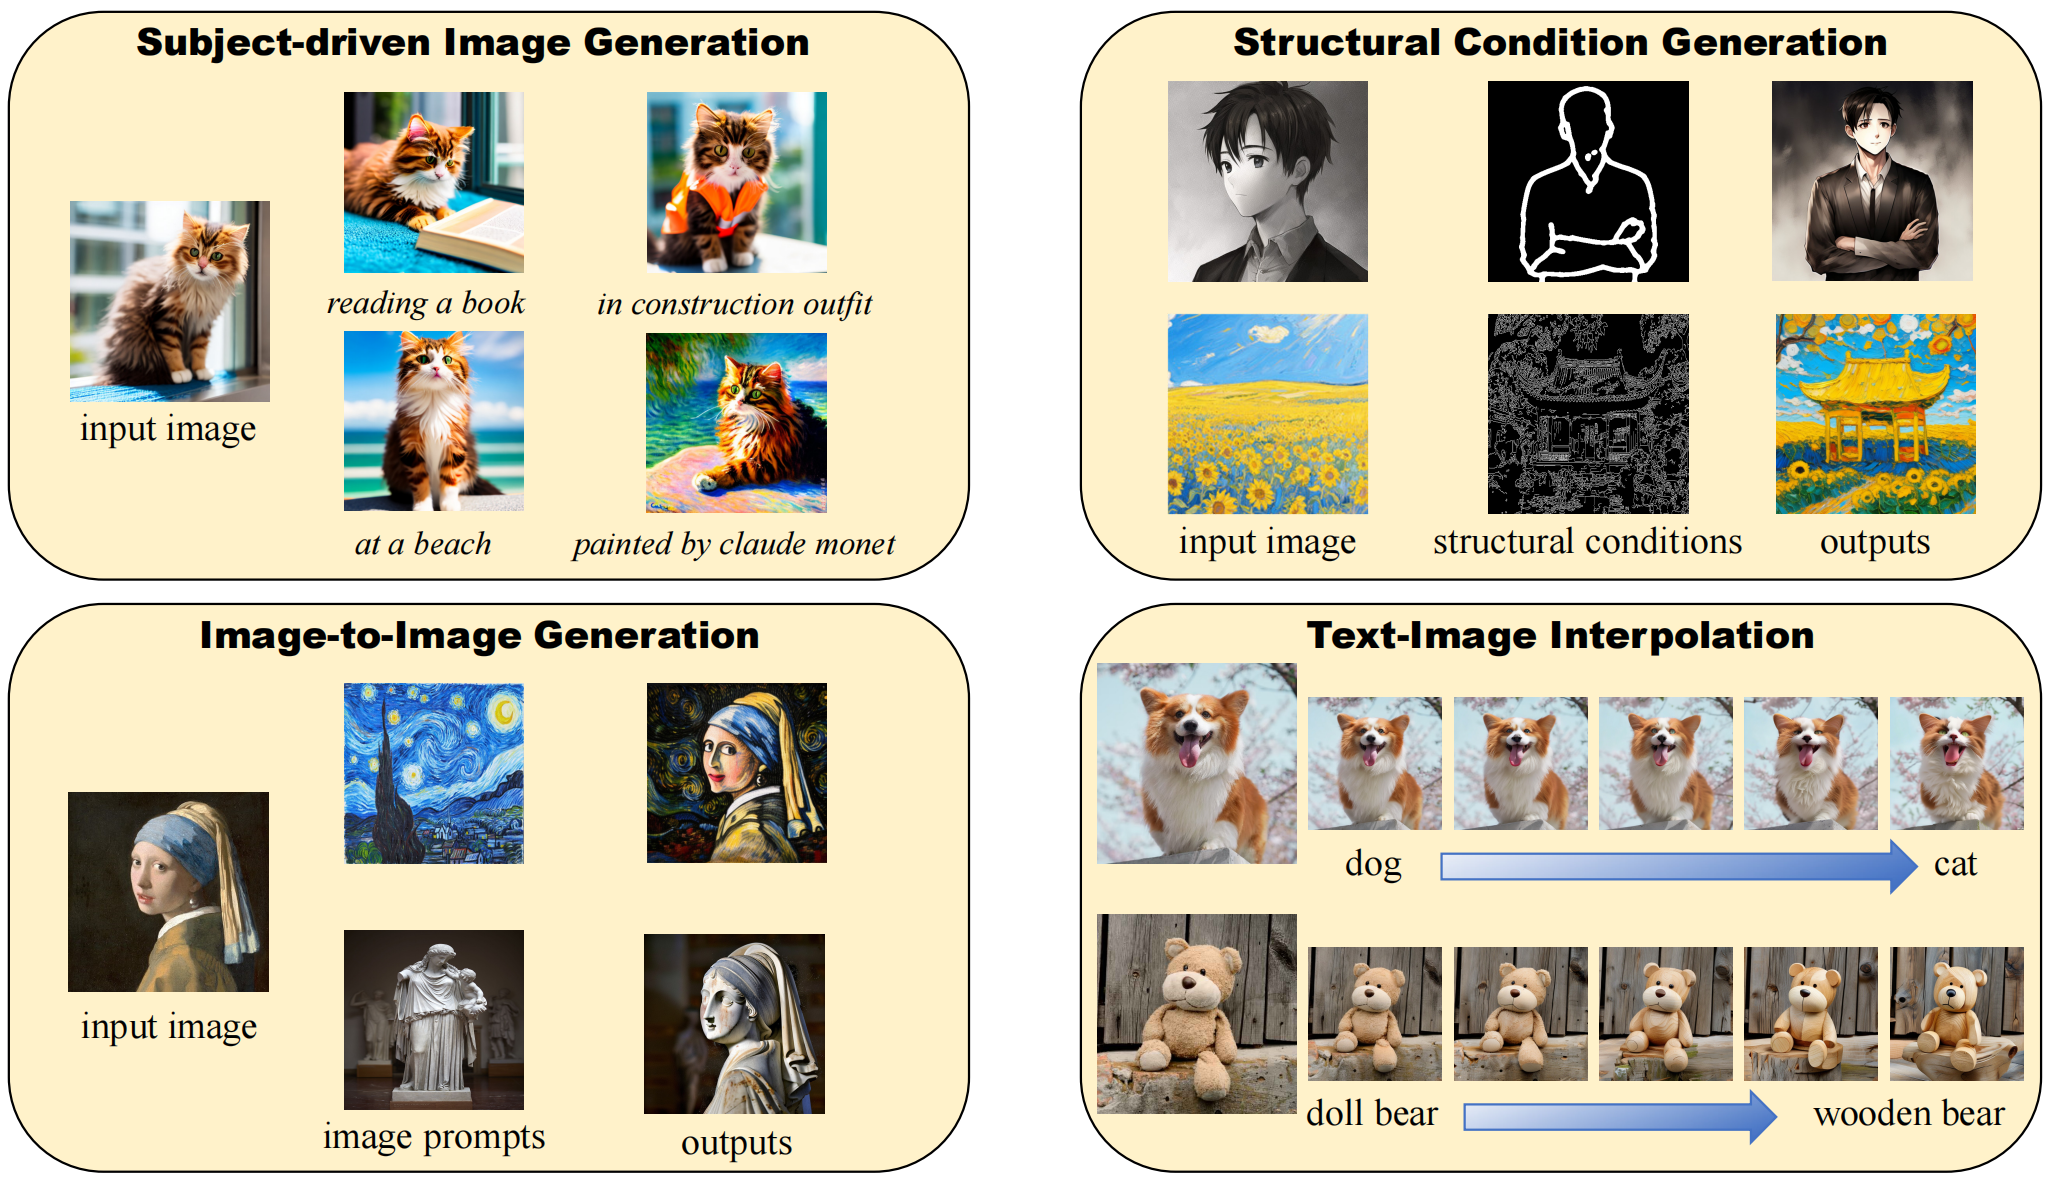 Subject-driven Image Generation
reading a book
in construction outfit
input image
at a beach
painted by claude monet
Structural Condition Generation
input image
structural conditions
outputs
Image-to-Image Generation
input image
image prompts
outputs
Text-Image Interpolation
dog
cat
doll bear
wooden bear